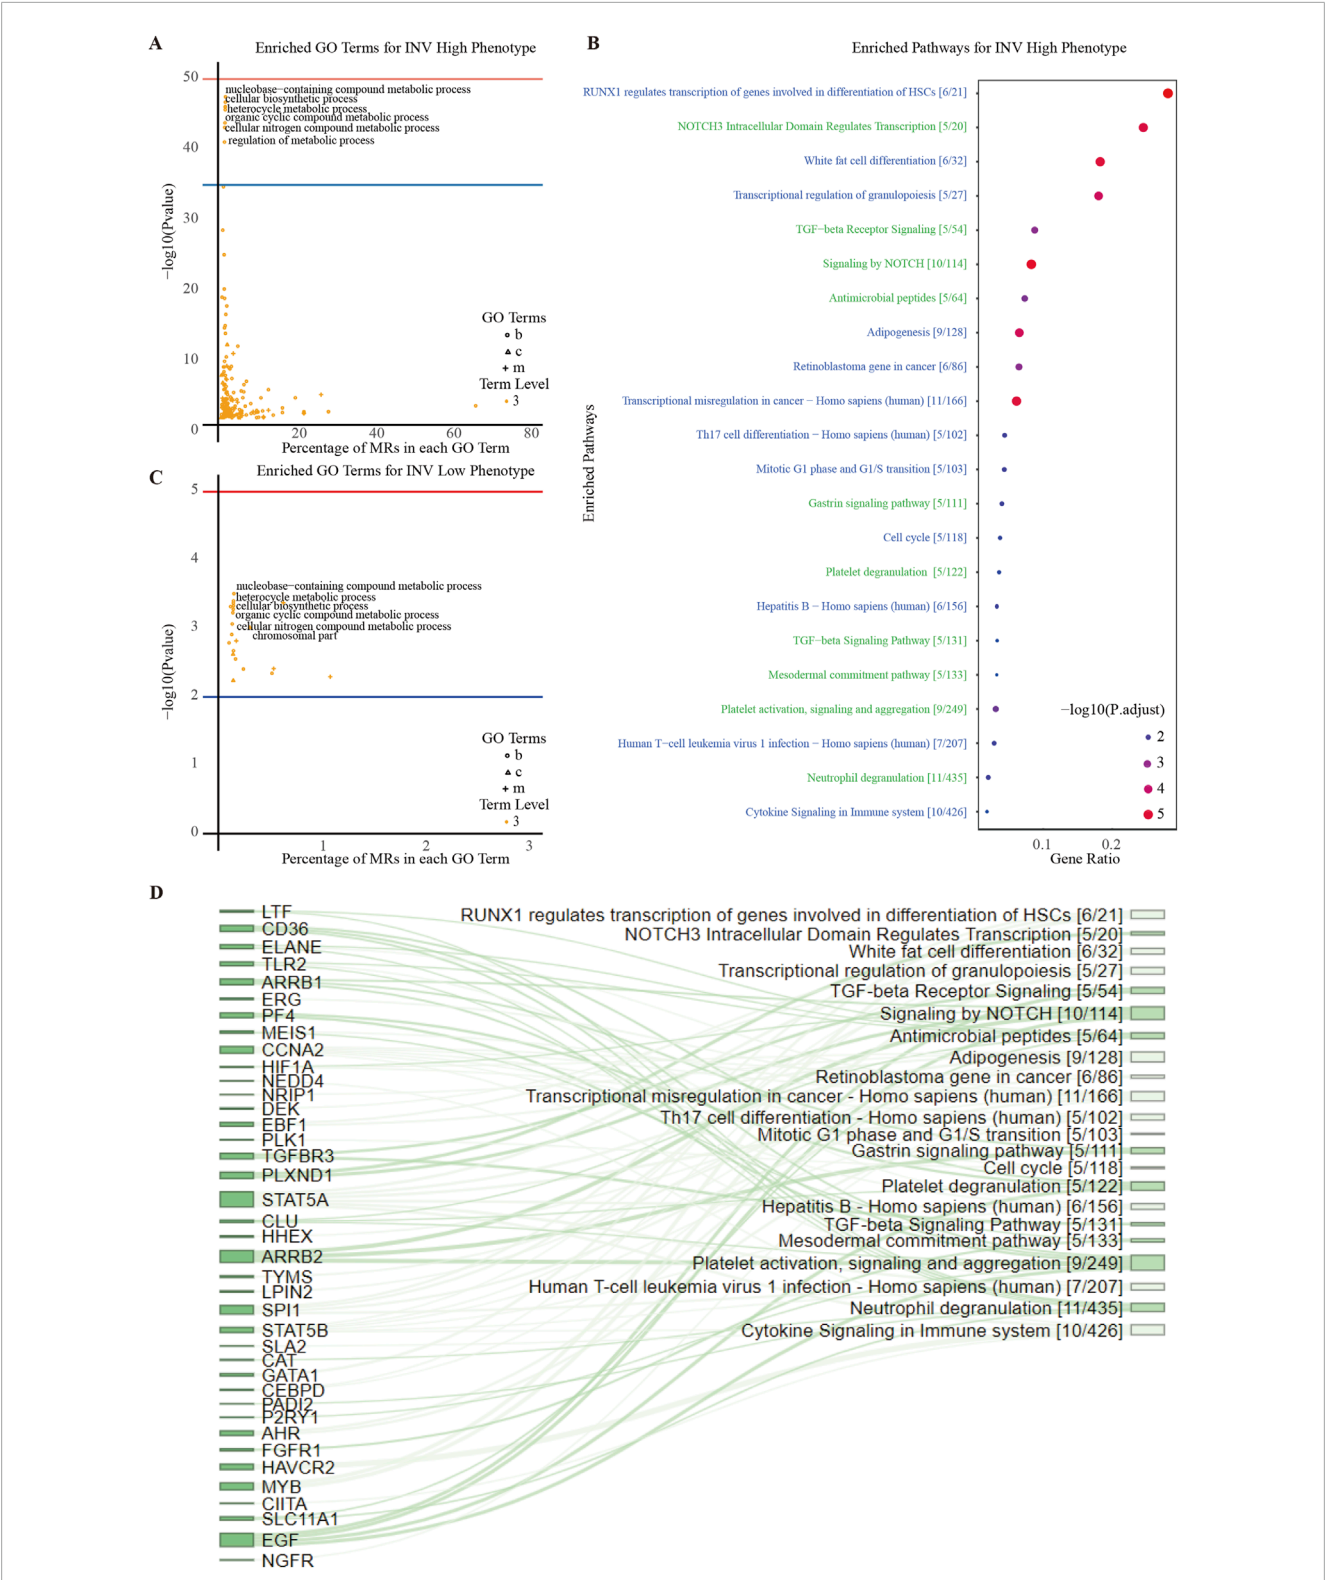 A
Enriched GO Terms for INV High Phenotype
50
40
30
20
10
0
−log10(Pvalue)
nucleobase−containing compound metabolic process
cellular biosynthetic process
heterocycle metabolic process
organic cyclic compound metabolic process
cellular nitrogen compound metabolic process
regulation of metabolic process
GO Terms
b
c
m
Term Level
3
20
40
60
80
Percentage of MRs in each GO Term
B
Enriched Pathways for INV High Phenotype
Enriched Pathways
RUNX1 regulates transcription of genes involved in differentiation of HSCs [6/21]
NOTCH3 Intracellular Domain Regulates Transcription [5/20]
White fat cell differentiation [6/32]
Transcriptional regulation of granulopoiesis [5/27]
TGF−beta Receptor Signaling [5/54]
Signaling by NOTCH [10/114]
Antimicrobial peptides [5/64]
Adipogenesis [9/128]
Retinoblastoma gene in cancer [6/86]
Transcriptional misregulation in cancer − Homo sapiens (human) [11/166]
Th17 cell differentiation − Homo sapiens (human) [5/102]
Mitotic G1 phase and G1/S transition [5/103]
Gastrin signaling pathway [5/111]
Cell cycle [5/118]
Platelet degranulation [5/122]
Hepatitis B − Homo sapiens (human) [6/156]
TGF−beta Signaling Pathway [5/131]
Mesodermal commitment pathway [5/133]
Platelet activation, signaling and aggregation [9/249]
Human T−cell leukemia virus 1 infection − Homo sapiens (human) [7/207]
Neutrophil degranulation [11/435]
Cytokine Signaling in Immune system [10/426]
−log10(P.adjust)
2
3
4
5
0.1
0.2
Gene Ratio
C
Enriched GO Terms for INV Low Phenotype
5
4
3
2
1
0
−log10(Pvalue)
nucleobase−containing compound metabolic process
heterocycle metabolic process
cellular biosynthetic process
organic cyclic compound metabolic process
cellular nitrogen compound metabolic process
chromosomal part
GO Terms
b
c
m
Term Level
3
1
2
3
Percentage of MRs in each GO Term
D
LTF
CD36
ELANE
TLR2
ARRB1
ERG
PF4
MEIS1
CCNA2
HIF1A
NEDD4
NRIP1
DEK
EBF1
PLK1
TGFBR3
PLXND1
STAT5A
CLU
HHEX
ARRB2
TYMS
LPIN2
SPI1
STAT5B
SLA2
CAT
GATA1
CEBPD
PADI2
P2RY1
AHR
FGFR1
HAVCR2
MYB
CIITA
SLC11A1
EGF
NGFR
RUNX1 regulates transcription of genes involved in differentiation of HSCs [6/21]
NOTCH3 Intracellular Domain Regulates Transcription [5/20]
White fat cell differentiation [6/32]
Transcriptional regulation of granulopoiesis [5/27]
TGF-beta Receptor Signaling [5/54]
Signaling by NOTCH [10/114]
Antimicrobial peptides [5/64]
Adipogenesis [9/128]
Retinoblastoma gene in cancer [6/86]
Transcriptional misregulation in cancer - Homo sapiens (human) [11/166]
Th17 cell differentiation - Homo sapiens (human) [5/102]
Mitotic G1 phase and G1/S transition [5/103]
Gastrin signaling pathway [5/111]
Cell cycle [5/118]
Platelet degranulation [5/122]
Hepatitis B - Homo sapiens (human) [6/156]
TGF-beta Signaling Pathway [5/131]
Mesodermal commitment pathway [5/133]
Platelet activation, signaling and aggregation [9/249]
Human T-cell leukemia virus 1 infection - Homo sapiens (human) [7/207]
Neutrophil degranulation [11/435]
Cytokine Signaling in Immune system [10/426]